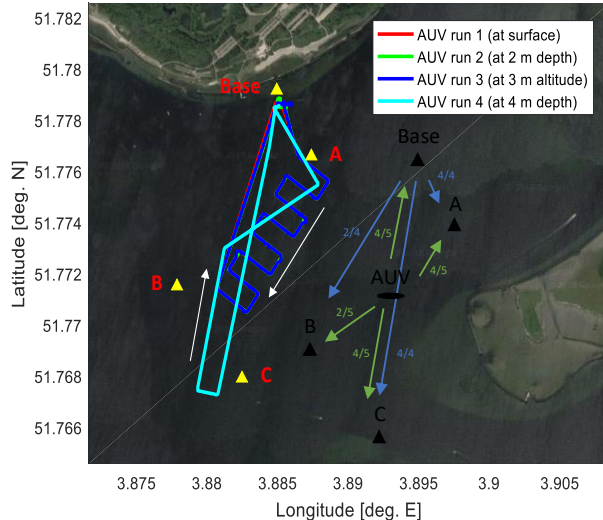 51.782
51.78
51.778
51.776
51.774
51.772
51.77
51.768
51.766
Latitude [deg. N]
3.875
3.88
3.885
3.89
3.895
3.9
3.905
Longitude [deg. E]
AUV run 1 (at surface)
AUV run 2 (at 2 m depth)
AUV run 3 (at 3 m altitude)
AUV run 4 (at 4 m depth)
Base
A
B
C
Base
4/4
A
2/4
4/5
4/5
AUV
2/5
B
4/5
4/4
C